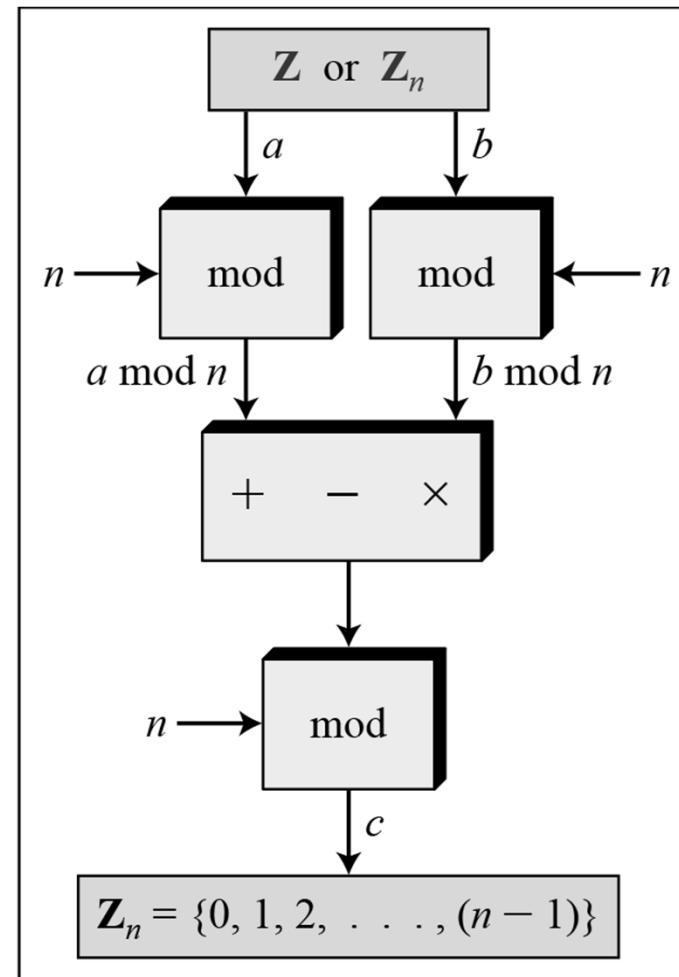 Z or Zn
a b
n mod mod n
a mod n b mod n
+ − ×
n mod
c
Zn = {0, 1, 2, . . . , (n − 1)}